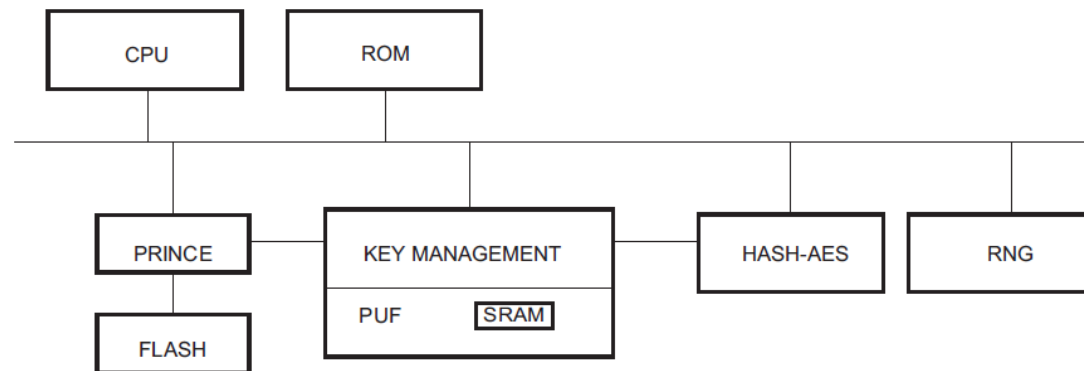 CPU
ROM
PRINCE
KEY MANAGEMENT
HASH-AES
RNG
PUF
SRAM
FLASH